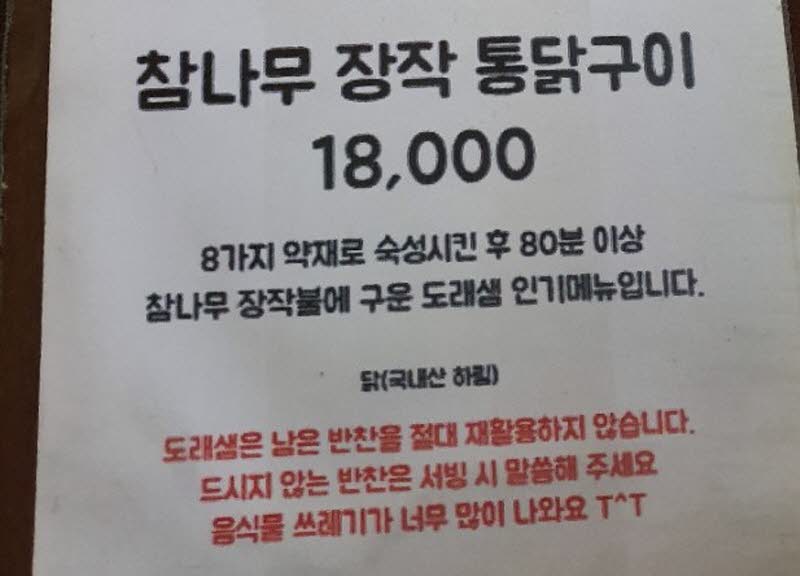 참나무 장작 통닭구이
18,000
8가지 약재로 숙성시킨 후 80분 이상
참나무 장작불에 구운 도래샘 인기메뉴입니다.
닭(국내산 하림)
도래샘은 남은 반찬을 절대 재활용하지 않습니다.
드시지 않는 반찬은 서빙 시 말씀해 주세요
음식물 쓰레기가 너무 많이 나와요 T^T